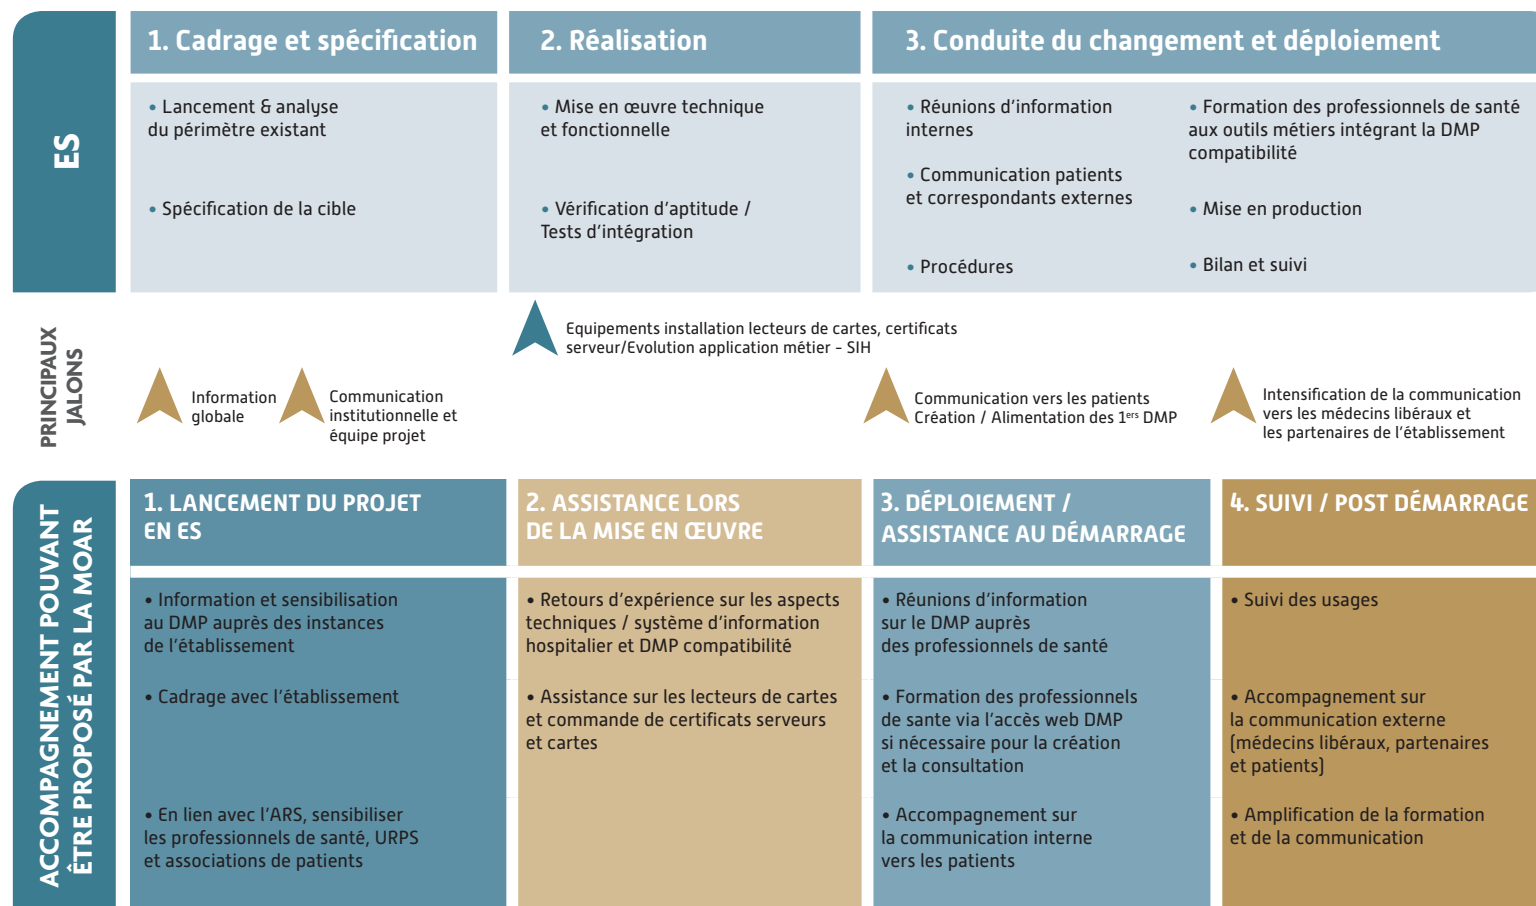 ES
1. Cadrage et spécification
• Lancement & analyse
du périmètre existant
• Spécification de la cible
2. Réalisation
• Mise en œuvre technique
et fonctionnelle
• Vérification d'aptitude /
Tests d'intégration
3. Conduite du changement et déploiement
• Réunions d'information
internes
• Communication patients
et correspondants externes
• Procédures
• Formation des professionnels de santé
aux outils métiers intégrant la DMP
compatibilité
• Mise en production
• Bilan et suivi
PRINCIPAUX
JALONS
Equipements installation lecteurs de cartes, certificats
serveur/Evolution application métier - SIH
Information
globale
Communication
institutionnelle et
équipe projet
Communication vers les patients
Création / Alimentation des 1ers DMP
Intensification de la communication
vers les médecins libéraux et
les partenaires de l'établissement
ACCOMPAGNEMENT POUVANT
ÊTRE PROPOSÉ PAR LA MOAR
1. LANCEMENT DU PROJET
EN ES
• Information et sensibilisation
au DMP auprès des instances
de l'établissement
• Cadrage avec l'établissement
• En lien avec l'ARS, sensibiliser
les professionnels de santé, URPS
et associations de patients
2. ASSISTANCE LORS
DE LA MISE EN ŒUVRE
• Retours d'expérience sur les aspects
techniques / système d'information
hospitalier et DMP compatibilité
• Assistance sur les lecteurs de cartes
et commande de certificats serveurs
et cartes
3. DÉPLOIEMENT /
ASSISTANCE AU DÉMARRAGE
• Réunions d'information
sur le DMP auprès
des professionnels de santé
• Formation des professionnels
de sante via l'accès web DMP
si nécessaire pour la création
et la consultation
• Accompagnement sur
la communication interne
vers les patients
4. SUIVI / POST DÉMARRAGE
• Suivi des usages
• Accompagnement sur
la communication externe
(médecins libéraux, partenaires
et patients)
• Amplification de la formation
et de la communication